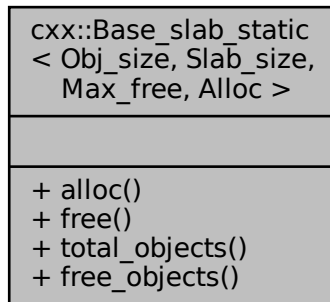 cxx::Base_slab_static
< Obj_size, Slab_size,
Max_free, Alloc >
+ alloc()
+ free()
+ total_objects()
+ free_objects()